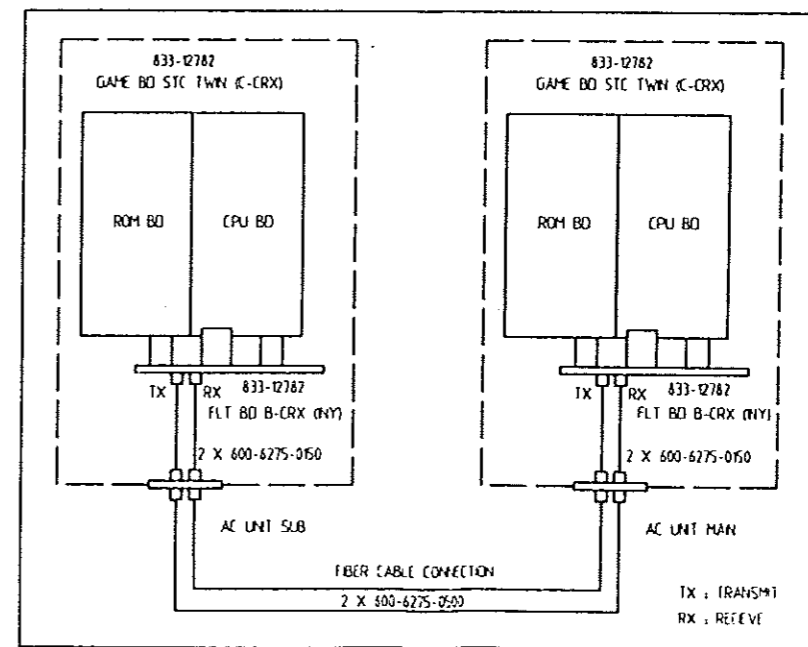 833-12782
GAME BD STC TWIN (C-CRX)
ROM BD
CPU BD
TX
RX
833-12782
FLT BD B-CRX (NY)
2 X 600-6275-0150
AC UNIT SUB
833-12782
GAME BD STC TWIN (C-CRX)
ROM BD
CPU BD
TX
RX
833-12782
FLT BD B-CRX (NY)
2 X 600-6275-0150
AC UNIT MAIN
FIBER CABLE CONNECTION
2 X 600-6275-0500
TX : TRANSMIT
RX : RECIEVE